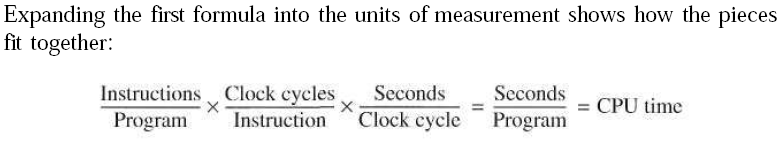 Expanding the first formula into the units of measurement shows how the pieces
fit together:
Instructions/Program × Clock cycles/Instruction × Seconds/Clock cycle = Seconds/Program = CPU time